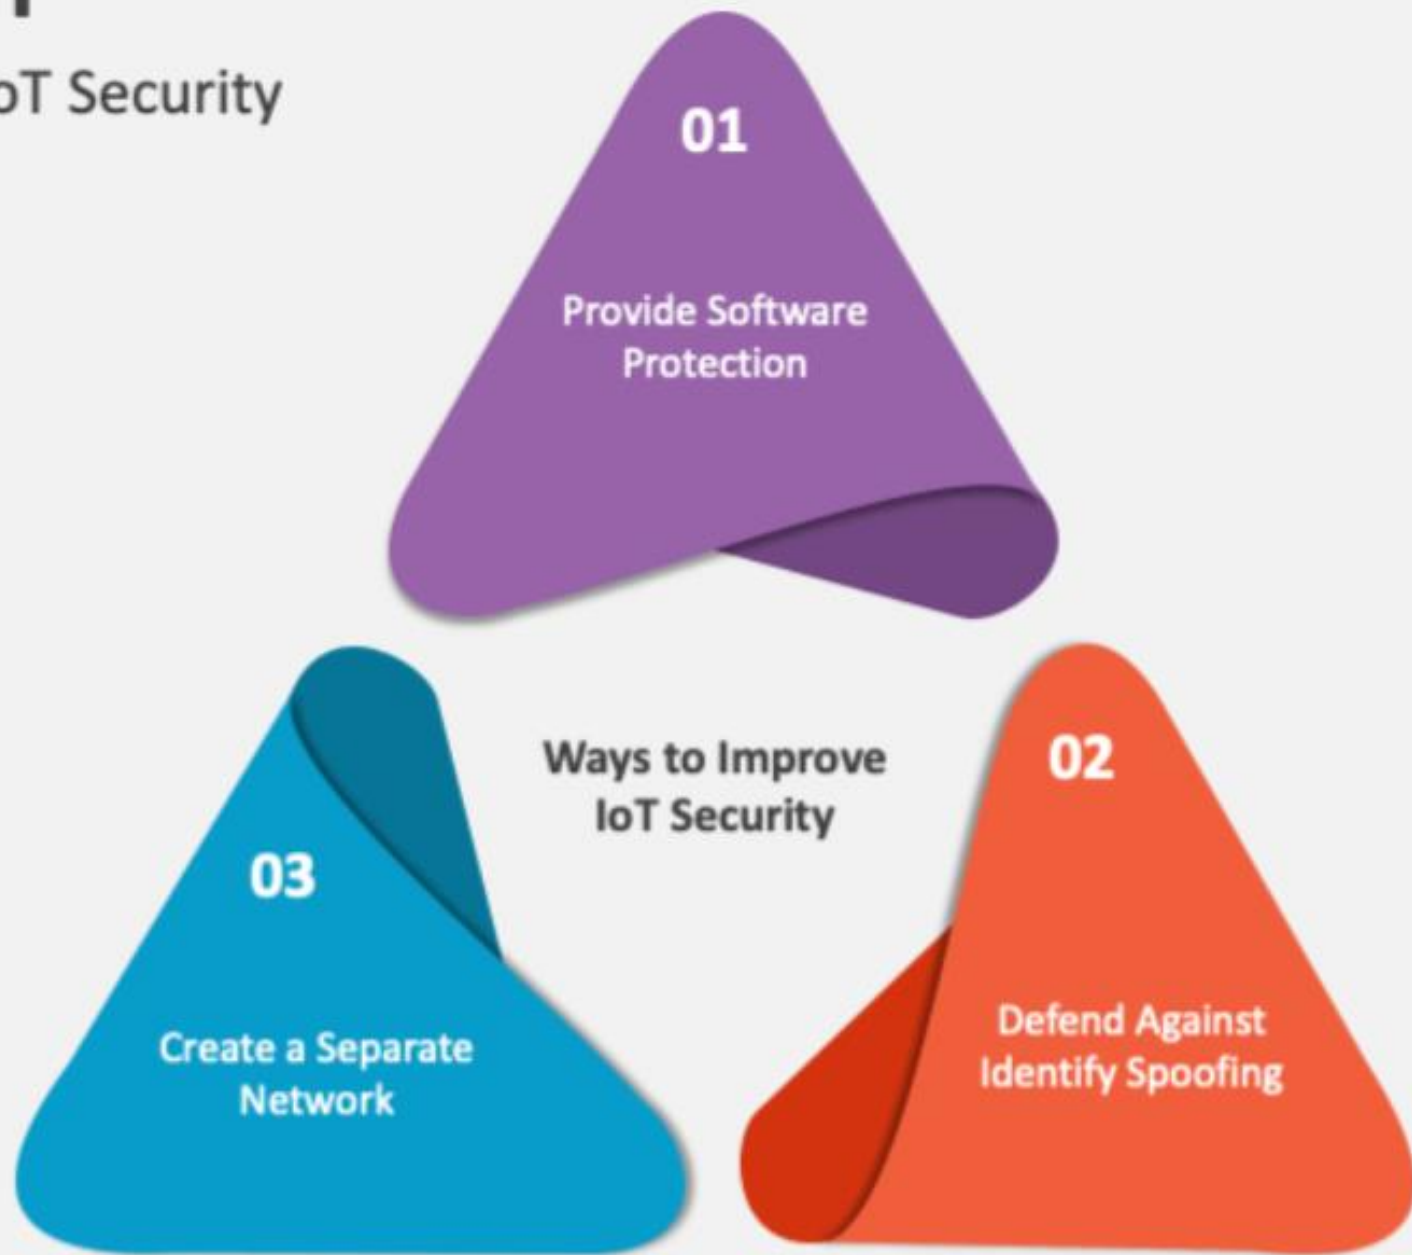 oT Security
01
Provide Software
Protection
Ways to Improve
IoT Security
02
Defend Against
Identify Spoofing
03
Create a Separate
Network